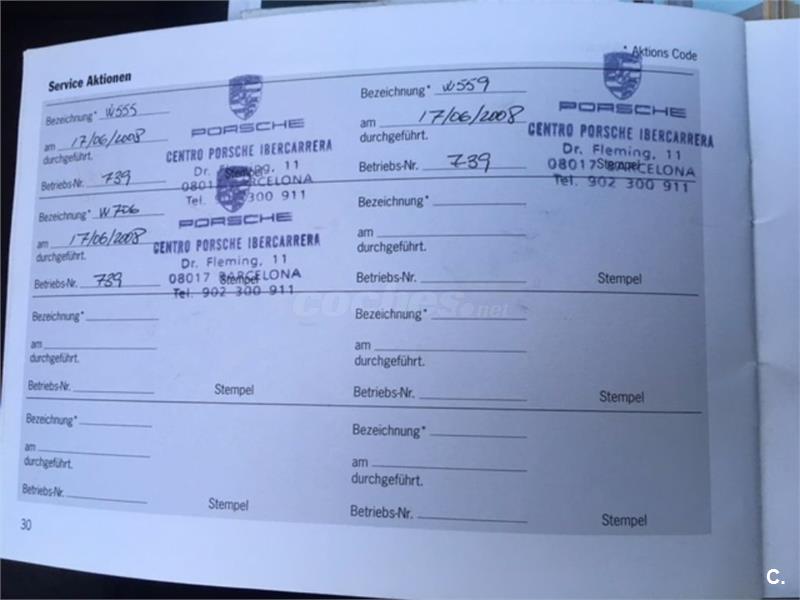 Service Aktionen
* Aktions Code
Bezeichnung* W555
am 17/06/2008
durchgeführt.
Betriebs-Nr. 739
Stempel
PORSCHE
CENTRO PORSCHE IBERCARRERA
Dr. Fleming, 11
08017 BARCELONA
Tel. 902 300 911
Bezeichnung* W559
am 17/06/2008
durchgeführt.
Betriebs-Nr. 739
Stempel
PORSCHE
CENTRO PORSCHE IBERCARRERA
Dr. Fleming, 11
08017 BARCELONA
Tel. 902 300 911
Bezeichnung* W706
am 17/06/2008
durchgeführt.
Betriebs-Nr. 739
Stempel
PORSCHE
CENTRO PORSCHE IBERCARRERA
Dr. Fleming, 11
08017 BARCELONA
Tel. 902 300 911
Bezeichnung*
am
durchgeführt.
Betriebs-Nr.
Stempel
coches.net
Bezeichnung*
am
durchgeführt.
Betriebs-Nr.
Stempel
Bezeichnung*
am
durchgeführt.
Betriebs-Nr.
Stempel
Bezeichnung*
am
durchgeführt.
Betriebs-Nr.
Stempel
Bezeichnung*
am
durchgeführt.
Betriebs-Nr.
Stempel
30
C.